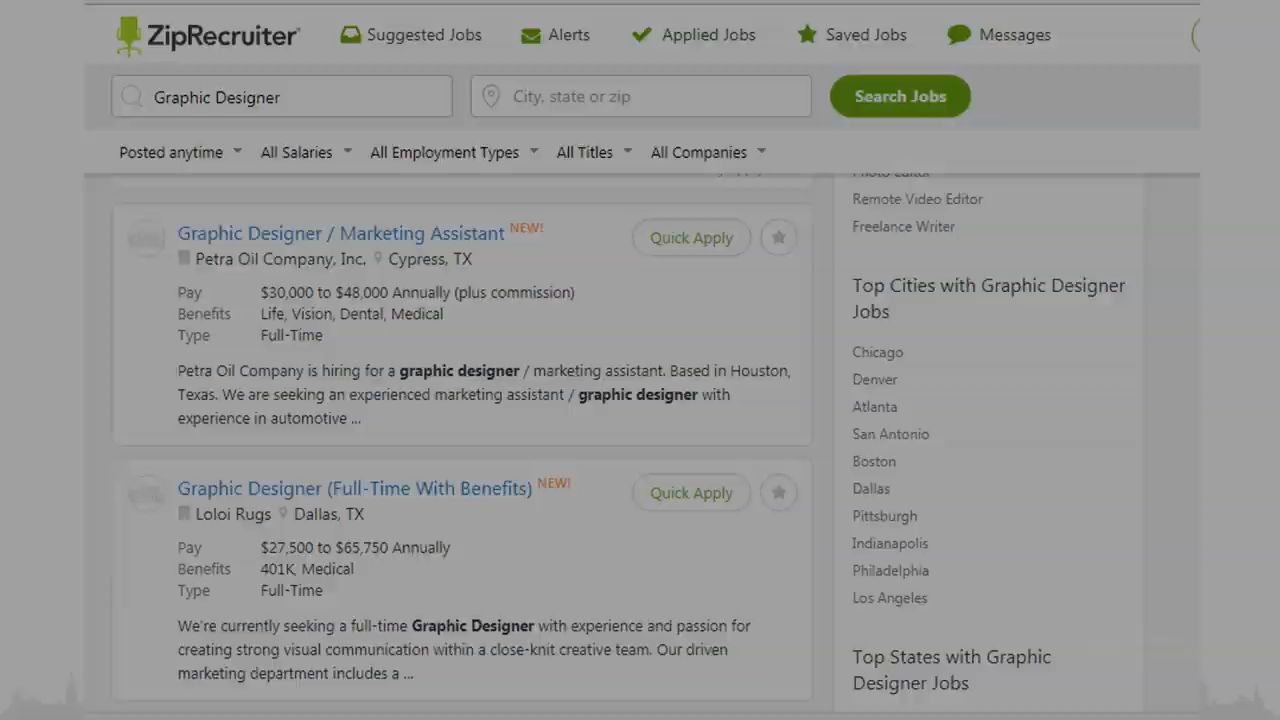 ZipRecruiter
Suggested Jobs
Alerts
Applied Jobs
Saved Jobs
Messages
Graphic Designer
City, state or zip
Search Jobs
Posted anytime
All Salaries
All Employment Types
All Titles
All Companies
Graphic Designer / Marketing Assistant NEW!
Quick Apply
Petra Oil Company, Inc. Cypress, TX
Pay $30,000 to $48,000 Annually (plus commission)
Benefits Life, Vision, Dental, Medical
Type Full-Time
Petra Oil Company is hiring for a graphic designer / marketing assistant. Based in Houston,
Texas. We are seeking an experienced marketing assistant / graphic designer with
experience in automotive ...
Graphic Designer (Full-Time With Benefits) NEW!
Quick Apply
Loloi Rugs Dallas, TX
Pay $27,500 to $65,750 Annually
Benefits 401K, Medical
Type Full-Time
We're currently seeking a full-time Graphic Designer with experience and passion for
creating strong visual communication within a close-knit creative team. Our driven
marketing department includes a ...
Photo Editor
Remote Video Editor
Freelance Writer
Top Cities with Graphic Designer
Jobs
Chicago
Denver
Atlanta
San Antonio
Boston
Dallas
Pittsburgh
Indianapolis
Philadelphia
Los Angeles
Top States with Graphic
Designer Jobs